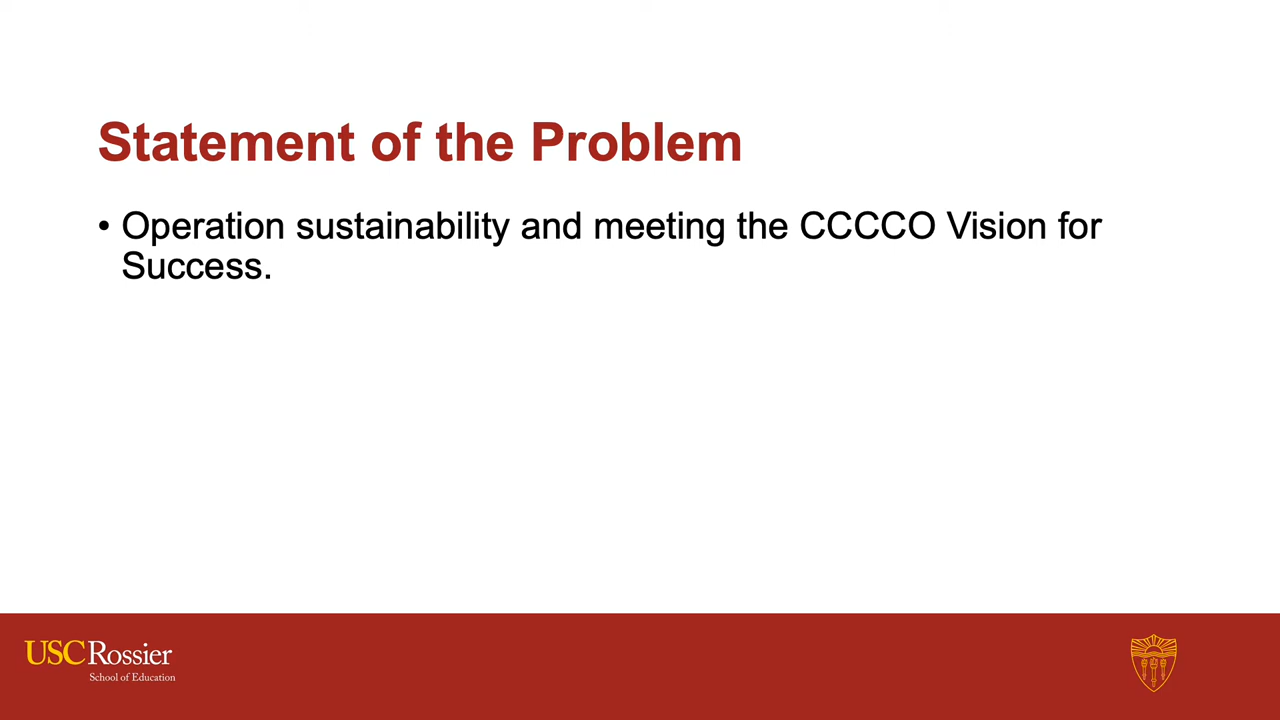 Statement of the Problem
• Operation sustainability and meeting the CCCCO Vision for
Success.
USC Rossier
School of Education